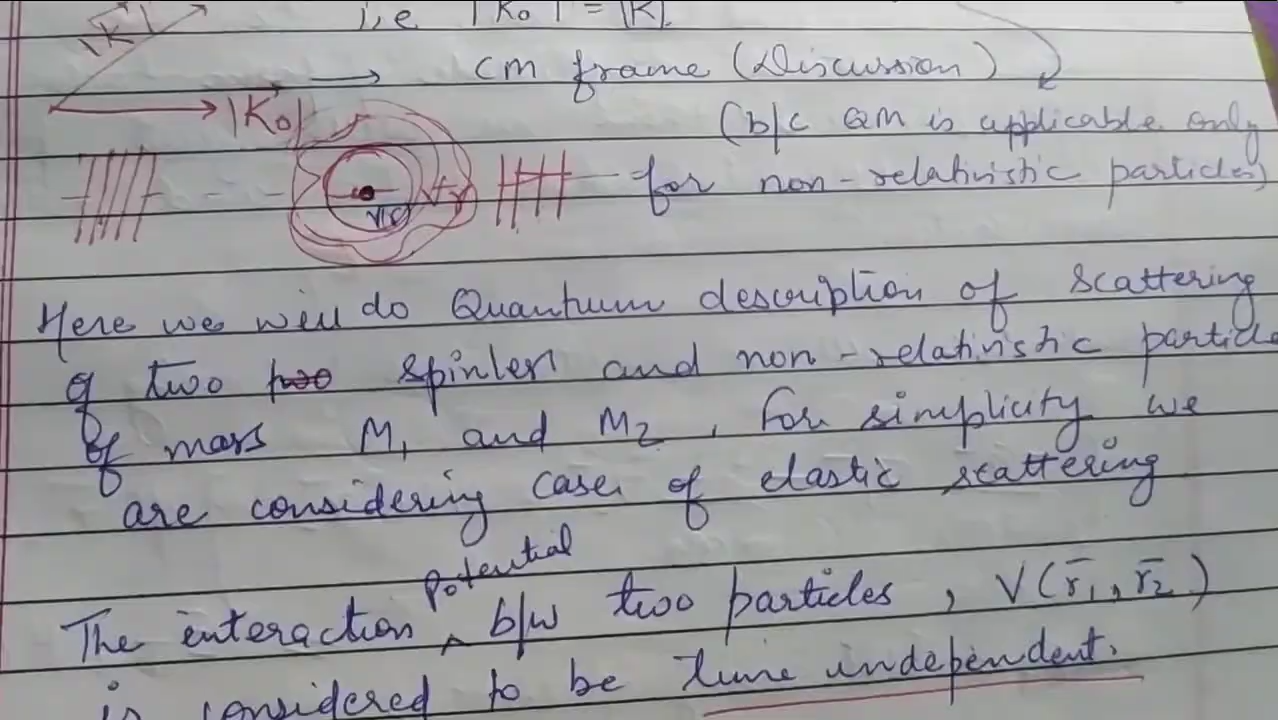 |K| i,e |K₀| = |K|
→ CM frame (Discussion)
|K₀| (b/c QM is applicable only
V(r) for non-relativistic particles)
Here we will do Quantum description of scattering
of two spinless and non-relativistic particle
of mass M₁ and M₂, For simplicity we
are considering case of elastic scattering
potential
The interaction ^ b/w two particles, V(r̄₁, r̄₂)
is considered to be time independent.